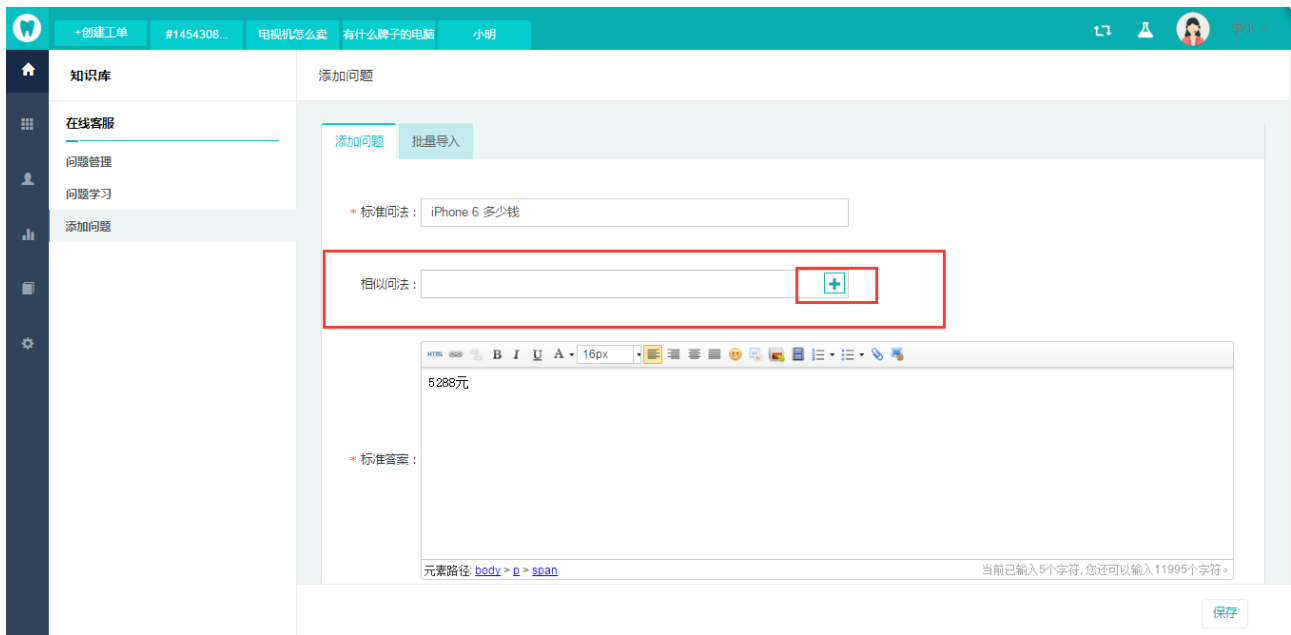 +创建工单 #1454308... 电视机怎么卖 有什么牌子的电脑 小明
知识库
添加问题
在线客服
问题管理
问题学习
添加问题
添加问题 批量导入
* 标准问法： iPhone 6 多少钱
相似问法：
HTML B I U A 16px
5288元
* 标准答案：
元素路径: body > p > span 当前已输入5个字符, 您还可以输入11995个字符。
保存